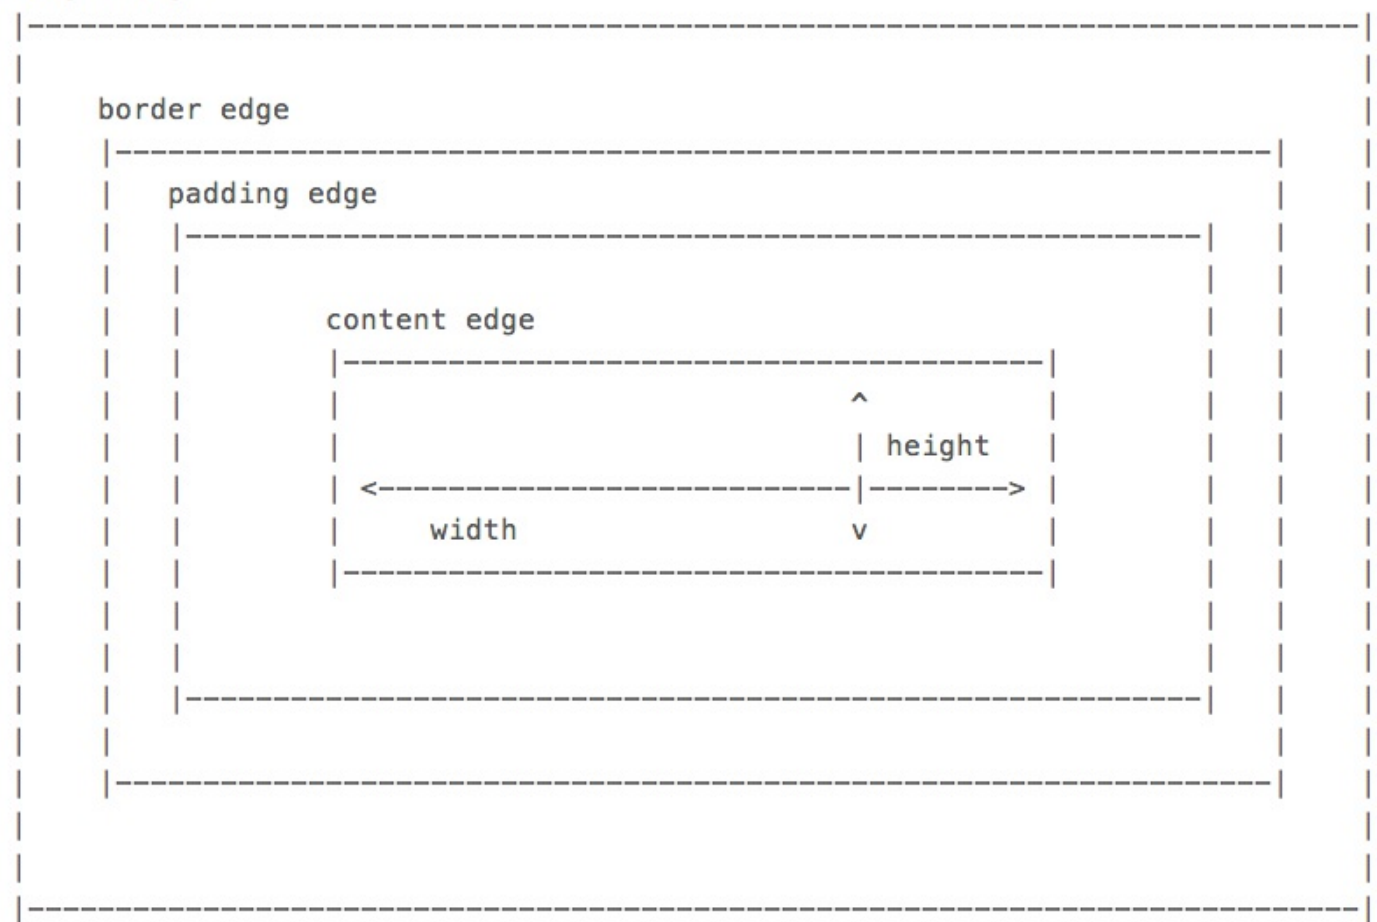 border edge
padding edge
content edge
height
width